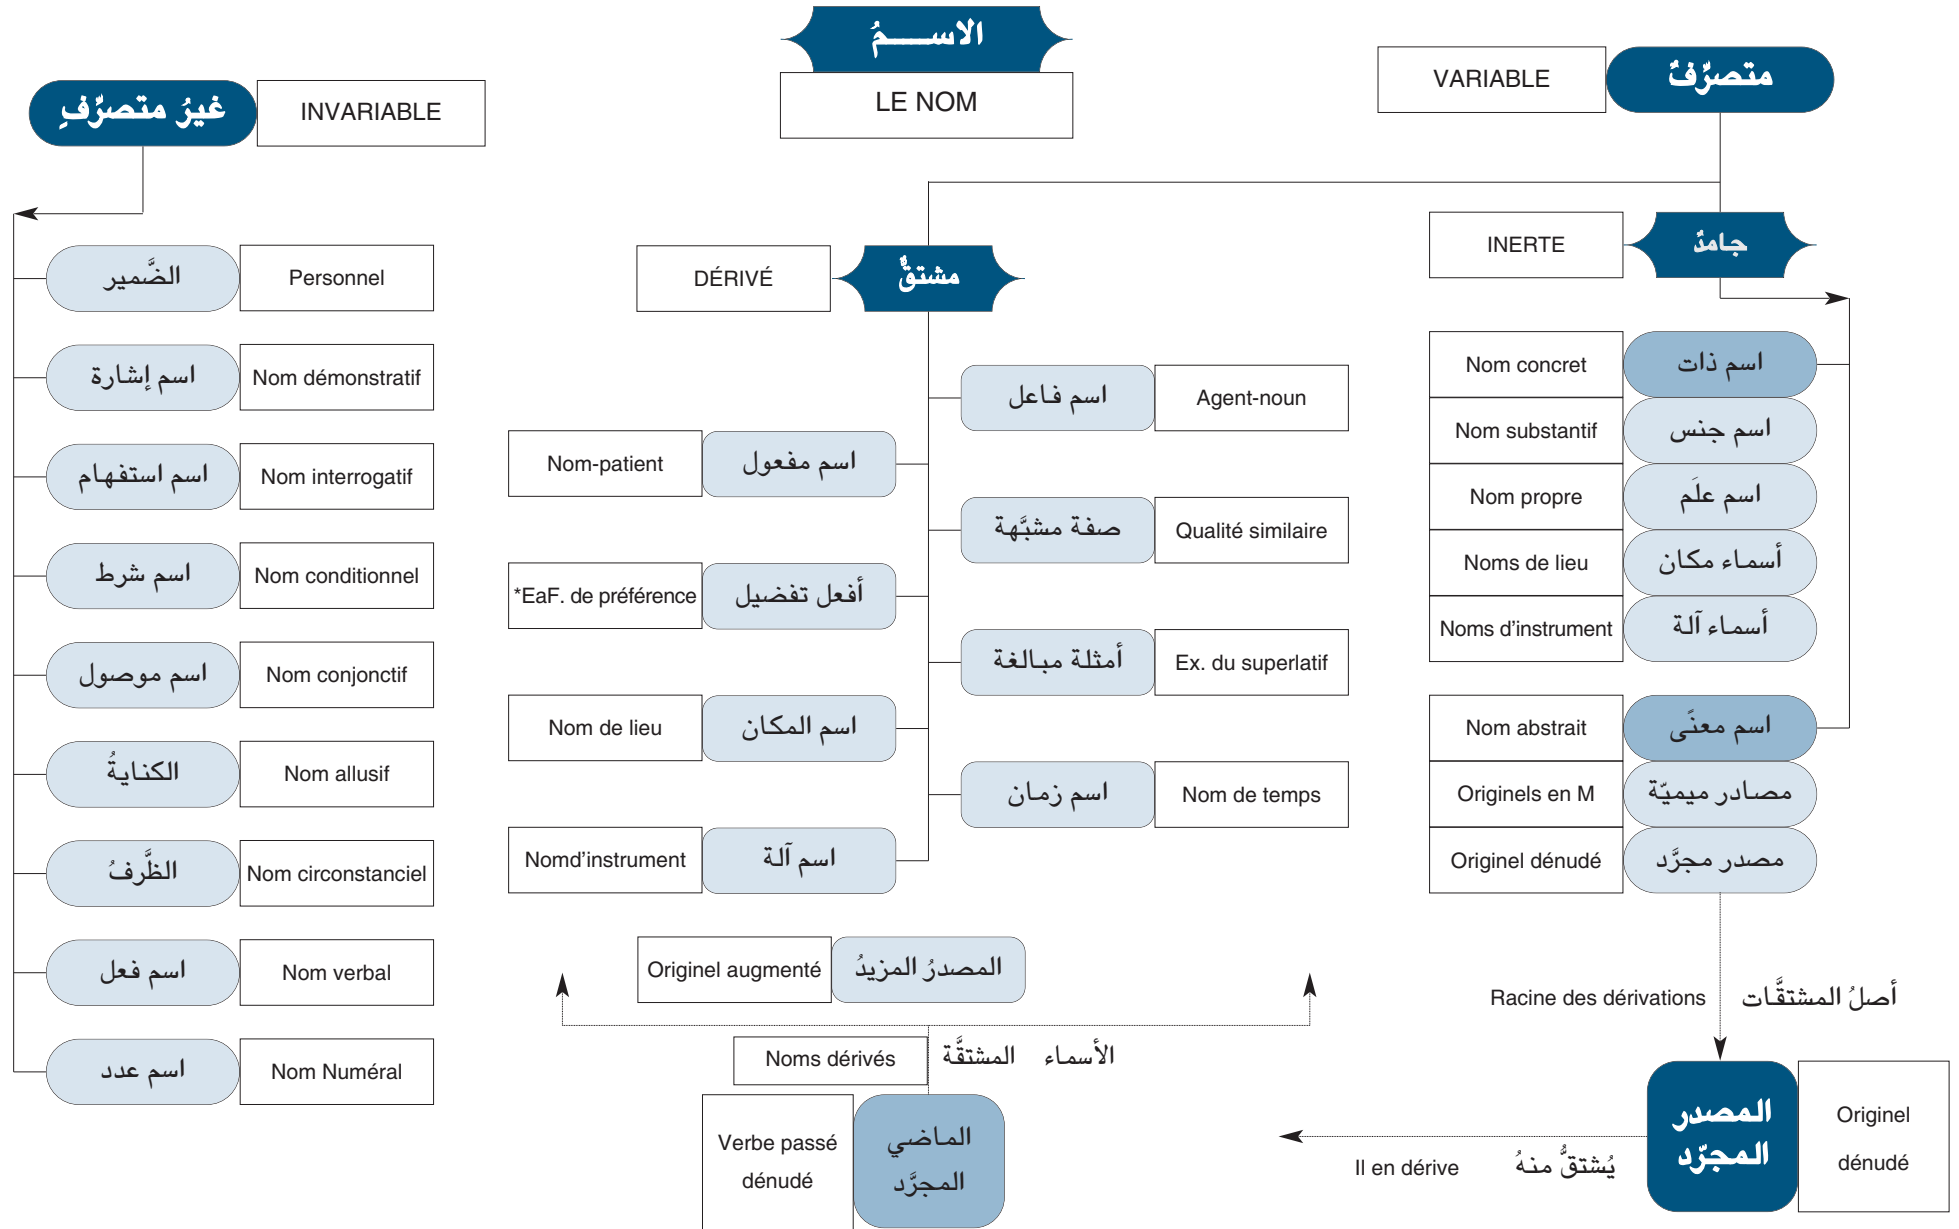 الاســـــمُ
LE NOM
متصرِّفٌ
VARIABLE
غيرُ متصرِّفٍ
INVARIABLE
الضَّمير
Personnel
اسم إشارة
Nom démonstratif
اسم استفهام
Nom interrogatif
اسم شرط
Nom conditionnel
اسم موصول
Nom conjonctif
الكنايةُ
Nom allusif
الظَّرفُ
Nom circonstanciel
اسم فعل
Nom verbal
اسم عدد
Nom Numéral
مشتقٌّ
DÉRIVÉ
اسم فاعل
Agent-noun
اسم مفعول
Nom-patient
صفة مشبَّهة
Qualité similaire
أفعل تفضيل
*EaF. de préférence
أمثلة مبالغة
Ex. du superlatif
اسم المكان
Nom de lieu
اسم زمان
Nom de temps
اسم آلة
Nomd'instrument
المصدرُ المزيدُ
Originel augmenté
الأسماء المشتقَّة
Noms dérivés
الماضي
المجرَّد
Verbe passé
dénudé
جامدٌ
INERTE
اسم ذات
Nom concret
اسم جنس
Nom substantif
اسم علَم
Nom propre
أسماء مكان
Noms de lieu
أسماء آلة
Noms d'instrument
اسم معنًى
Nom abstrait
مصادر ميميّة
Originels en M
مصدر مجرَّد
Originel dénudé
أصلُ المشتقَّات
Racine des dérivations
المصدر
المجرّد
Originel
dénudé
يُشتقُّ منهُ
Il en dérive